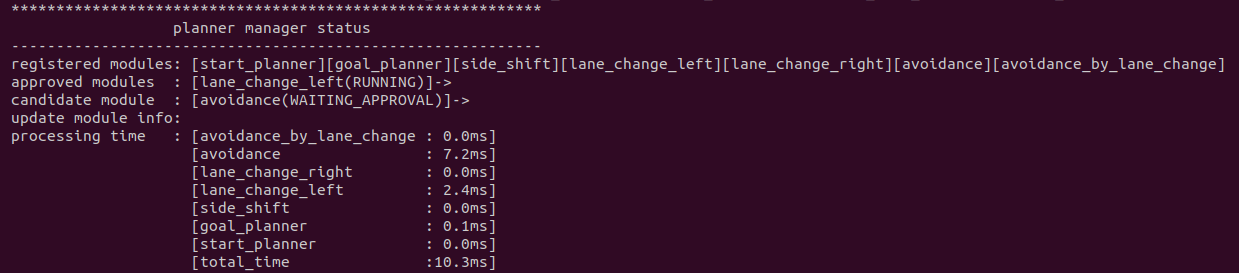 ***********************************************************
planner manager status
-----------------------------------------------------------
registered modules: [start_planner][goal_planner][side_shift][lane_change_left][lane_change_right][avoidance][avoidance_by_lane_change]
approved modules  : [lane_change_left(RUNNING)]->
candidate module  : [avoidance(WAITING_APPROVAL)]->
update module info:
processing time   : [avoidance_by_lane_change : 0.0ms]
[avoidance                : 7.2ms]
[lane_change_right        : 0.0ms]
[lane_change_left         : 2.4ms]
[side_shift               : 0.0ms]
[goal_planner             : 0.1ms]
[start_planner            : 0.0ms]
[total_time               :10.3ms]